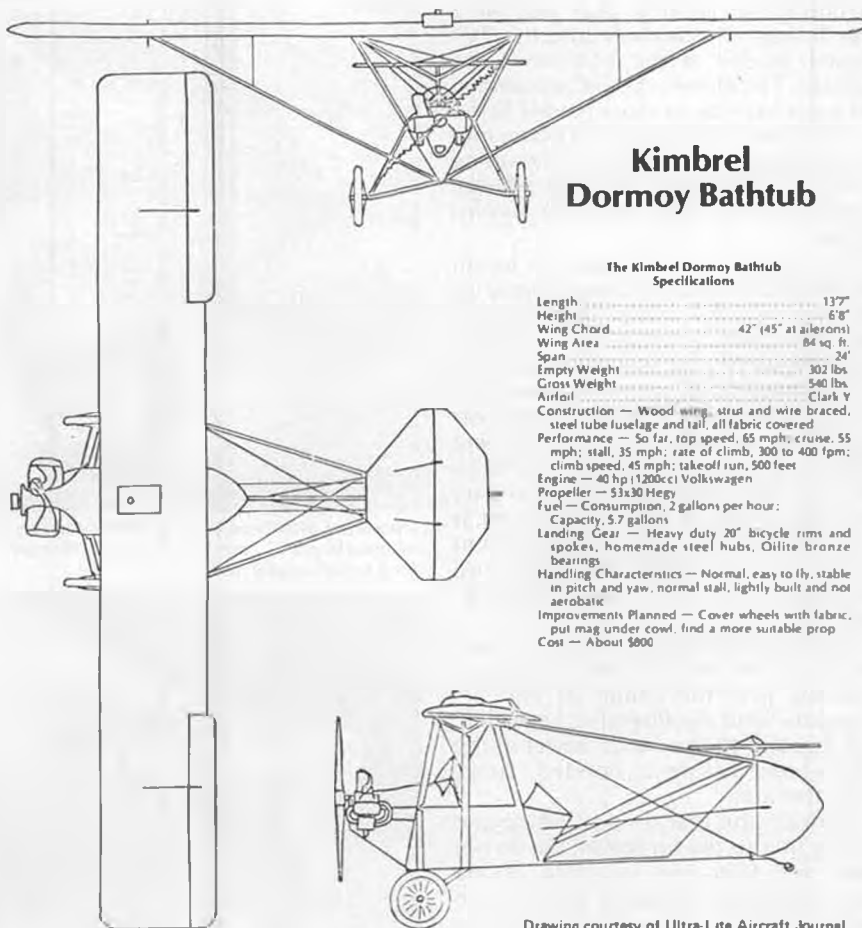 Kimbrel
Dormoy Bathtub
The Kimbrel Dormoy Bathtub
Specifications
Length 13'7"
Height 6'8"
Wing Chord 42" (45" at ailerons)
Wing Area 84 sq. ft.
Span 24'
Empty Weight 302 lbs.
Gross Weight 540 lbs.
Airfoil Clark Y
Construction — Wood wing, strut and wire braced,
steel tube fuselage and tail, all fabric covered
Performance — So far, top speed, 65 mph; cruise, 55
mph; stall, 35 mph; rate of climb, 300 to 400 fpm;
climb speed, 45 mph; takeoff run, 500 feet
Engine — 40 hp (1200cc) Volkswagen
Propeller — 53x30 Hegy
Fuel — Consumption, 2 gallons per hour;
Capacity, 5.7 gallons
Landing Gear — Heavy duty 20" bicycle rims and
spokes, homemade steel hubs, Oilite bronze
bearings
Handling Characteristics — Normal, easy to fly, stable
in pitch and yaw, normal stall, lightly built and not
aerobatic
Improvements Planned — Cover wheels with fabric,
put mag under cowl, find a more suitable prop
Cost — About $800
Drawing courtesy of Ultra-Lite Aircraft Journal